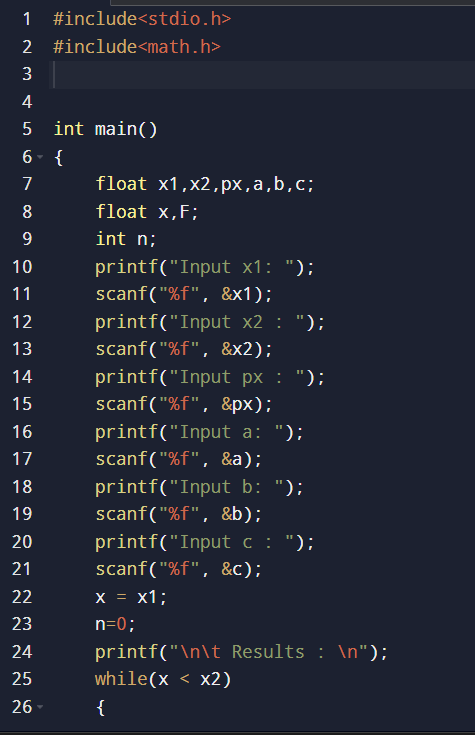 1 #include<stdio.h>
2 #include<math.h>
3
4
5 int main()
6 {
7 float x1,x2,px,a,b,c;
8 float x,F;
9 int n;
10 printf("Input x1: ");
11 scanf("%f", &x1);
12 printf("Input x2 : ");
13 scanf("%f", &x2);
14 printf("Input px : ");
15 scanf("%f", &px);
16 printf("Input a: ");
17 scanf("%f", &a);
18 printf("Input b: ");
19 scanf("%f", &b);
20 printf("Input c : ");
21 scanf("%f", &c);
22 x = x1;
23 n=0;
24 printf("\n\t Results : \n");
25 while(x < x2)
26 {